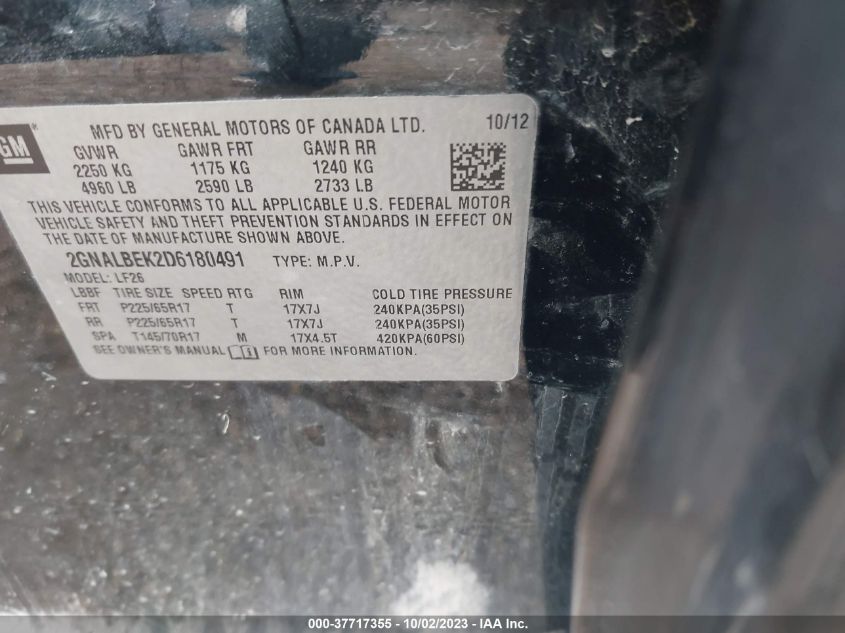 GM®
MFD BY GENERAL MOTORS OF CANADA LTD. 10/12
GVWR GAWR FRT GAWR RR
2250 KG 1175 KG 1240 KG
4960 LB 2590 LB 2733 LB
THIS VEHICLE CONFORMS TO ALL APPLICABLE U.S. FEDERAL MOTOR
VEHICLE SAFETY AND THEFT PREVENTION STANDARDS IN EFFECT ON
THE DATE OF MANUFACTURE SHOWN ABOVE.
2GNALBEK2D6180491 TYPE: M.P.V.
MODEL: LF26
LBBF TIRE SIZE SPEED RTG RIM COLD TIRE PRESSURE
FRT P225/65R17 T 17X7J 240KPA(35PSI)
RR P225/65R17 T 17X7J 240KPA(35PSI)
SPA T145/70R17 M 17X4.5T 420KPA(60PSI)
SEE OWNER'S MANUAL FOR MORE INFORMATION.
000-37717355 - 10/02/2023 - IAA Inc.